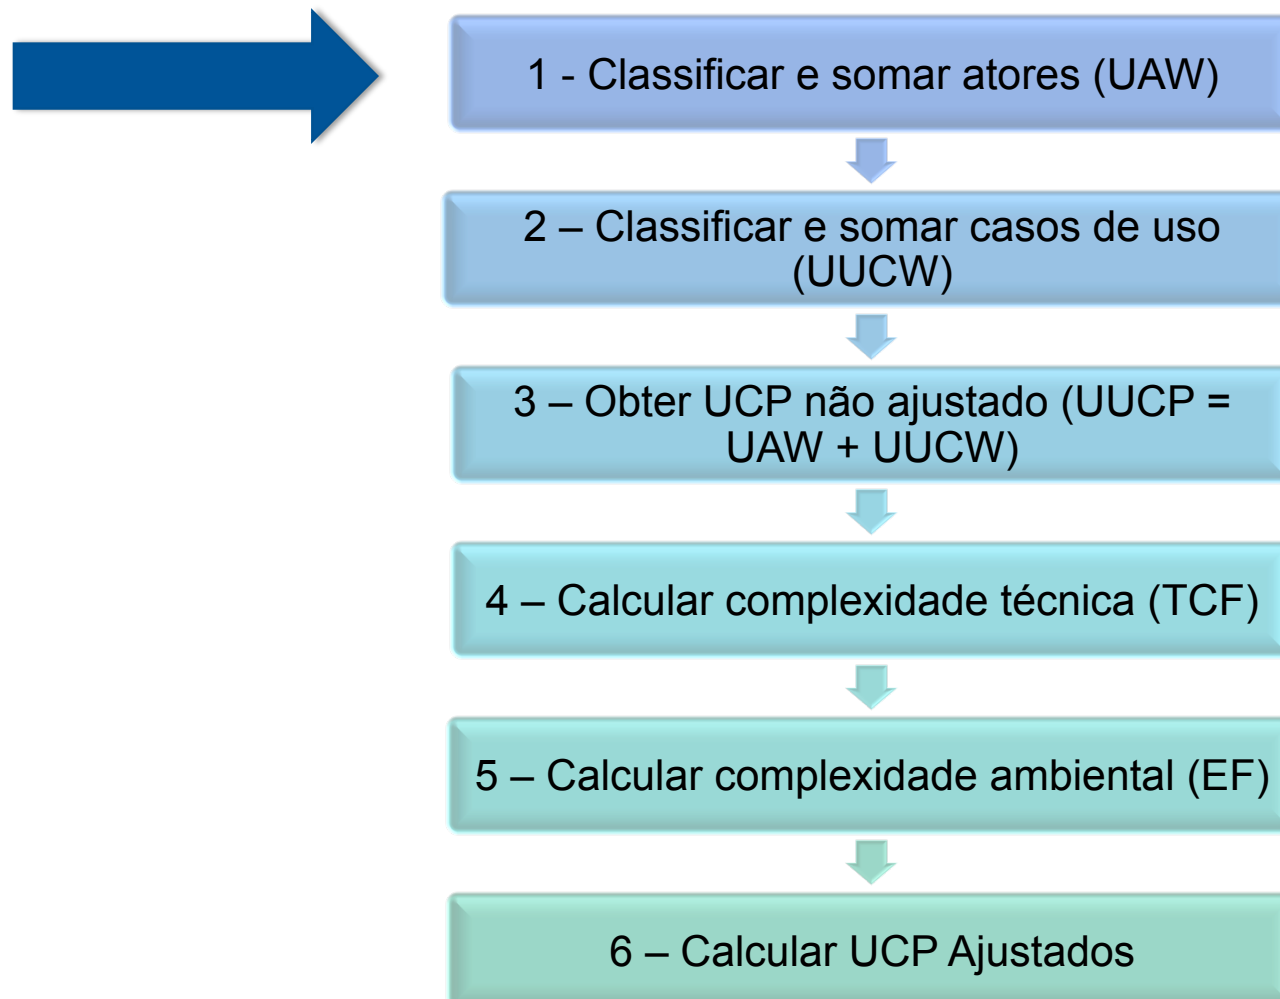 1 - Classificar e somar atores (UAW)
2 – Classificar e somar casos de uso
(UUCW)
3 – Obter UCP não ajustado (UUCP =
UAW + UUCW)
4 – Calcular complexidade técnica (TCF)
5 – Calcular complexidade ambiental (EF)
6 – Calcular UCP Ajustados